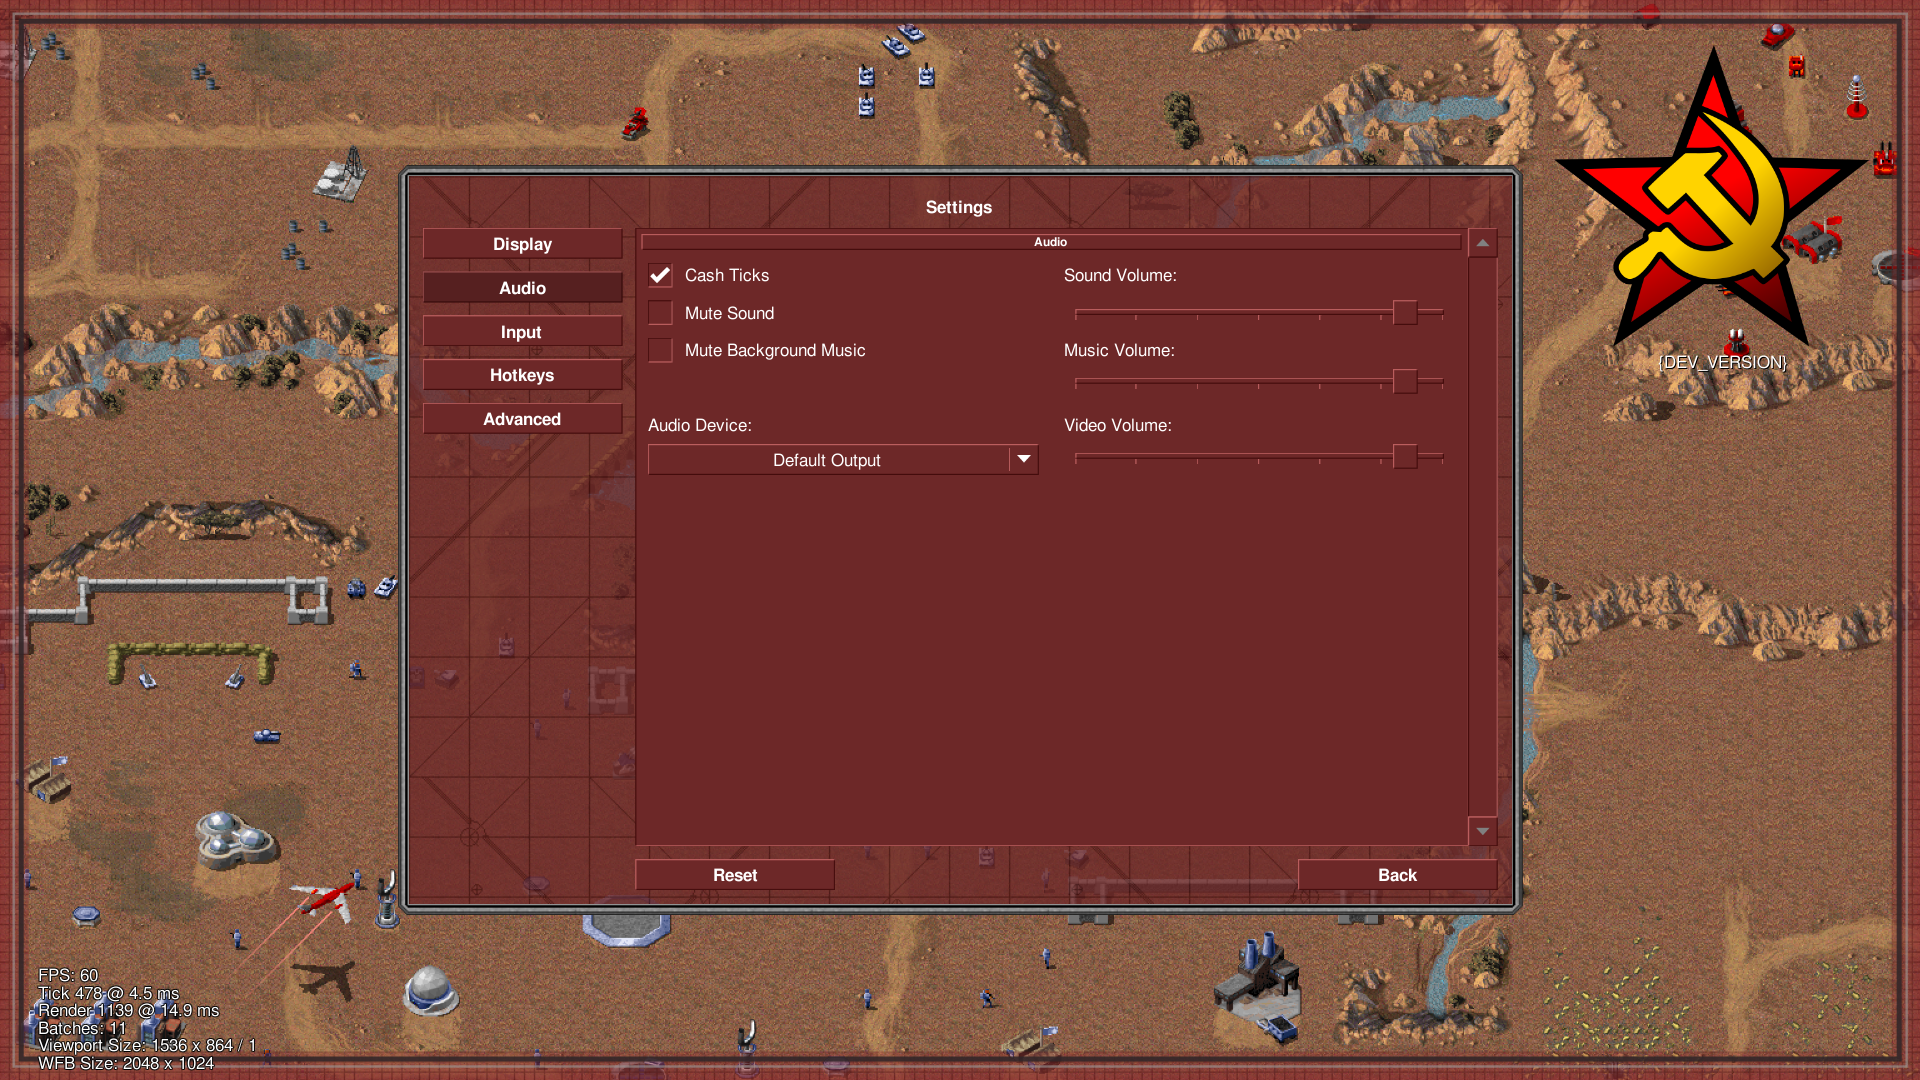 Settings
Display
Audio
Input
Hotkeys
Advanced
Audio
Cash Ticks
Mute Sound
Mute Background Music
Audio Device:
Default Output
Sound Volume:
Music Volume:
Video Volume:
Reset
Back
{DEV_VERSION}
FPS: 60
Tick 478 @ 4.5 ms
Render 1139 @ 14.9 ms
Batches: 11
Viewport Size: 1536 x 864 / 1
WFB Size: 2048 x 1024